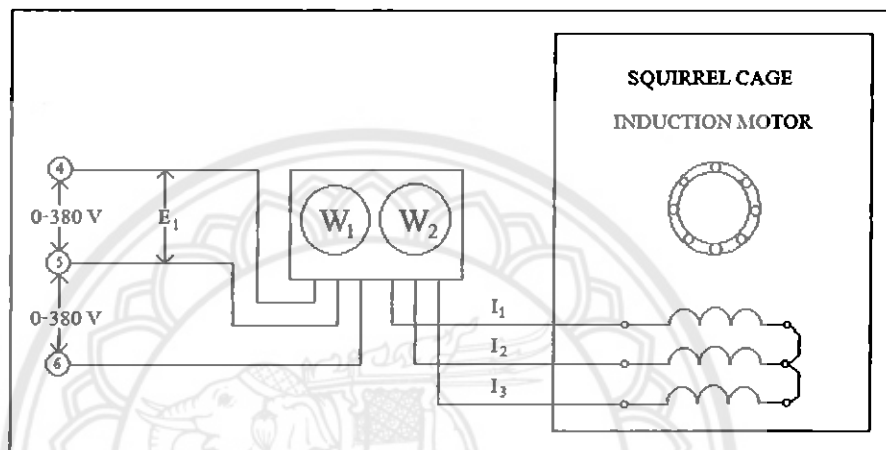 SQUIRREL CAGE
INDUCTION MOTOR
4
0-380 V
E1
W1
W2
5
0-380 V
I1
I2
6
I3